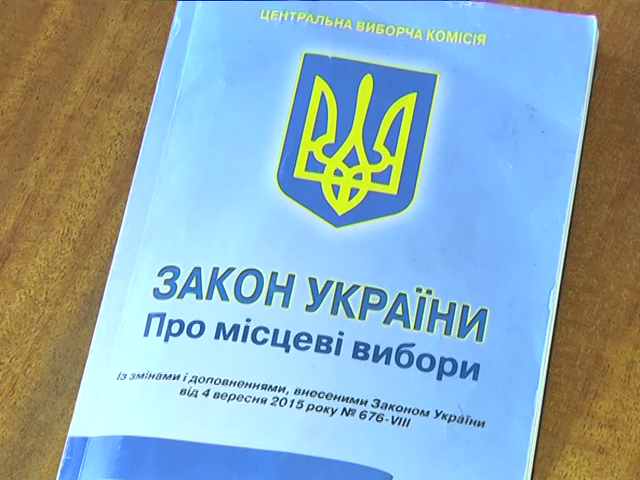 ЦЕНТРАЛЬНА ВИБОРЧА КОМІСІЯ
ЗАКОН УКРАЇНИ
Про місцеві вибори
Із змінами і доповненнями, внесеними Законом України
від 4 вересня 2015 року № 676-VIII